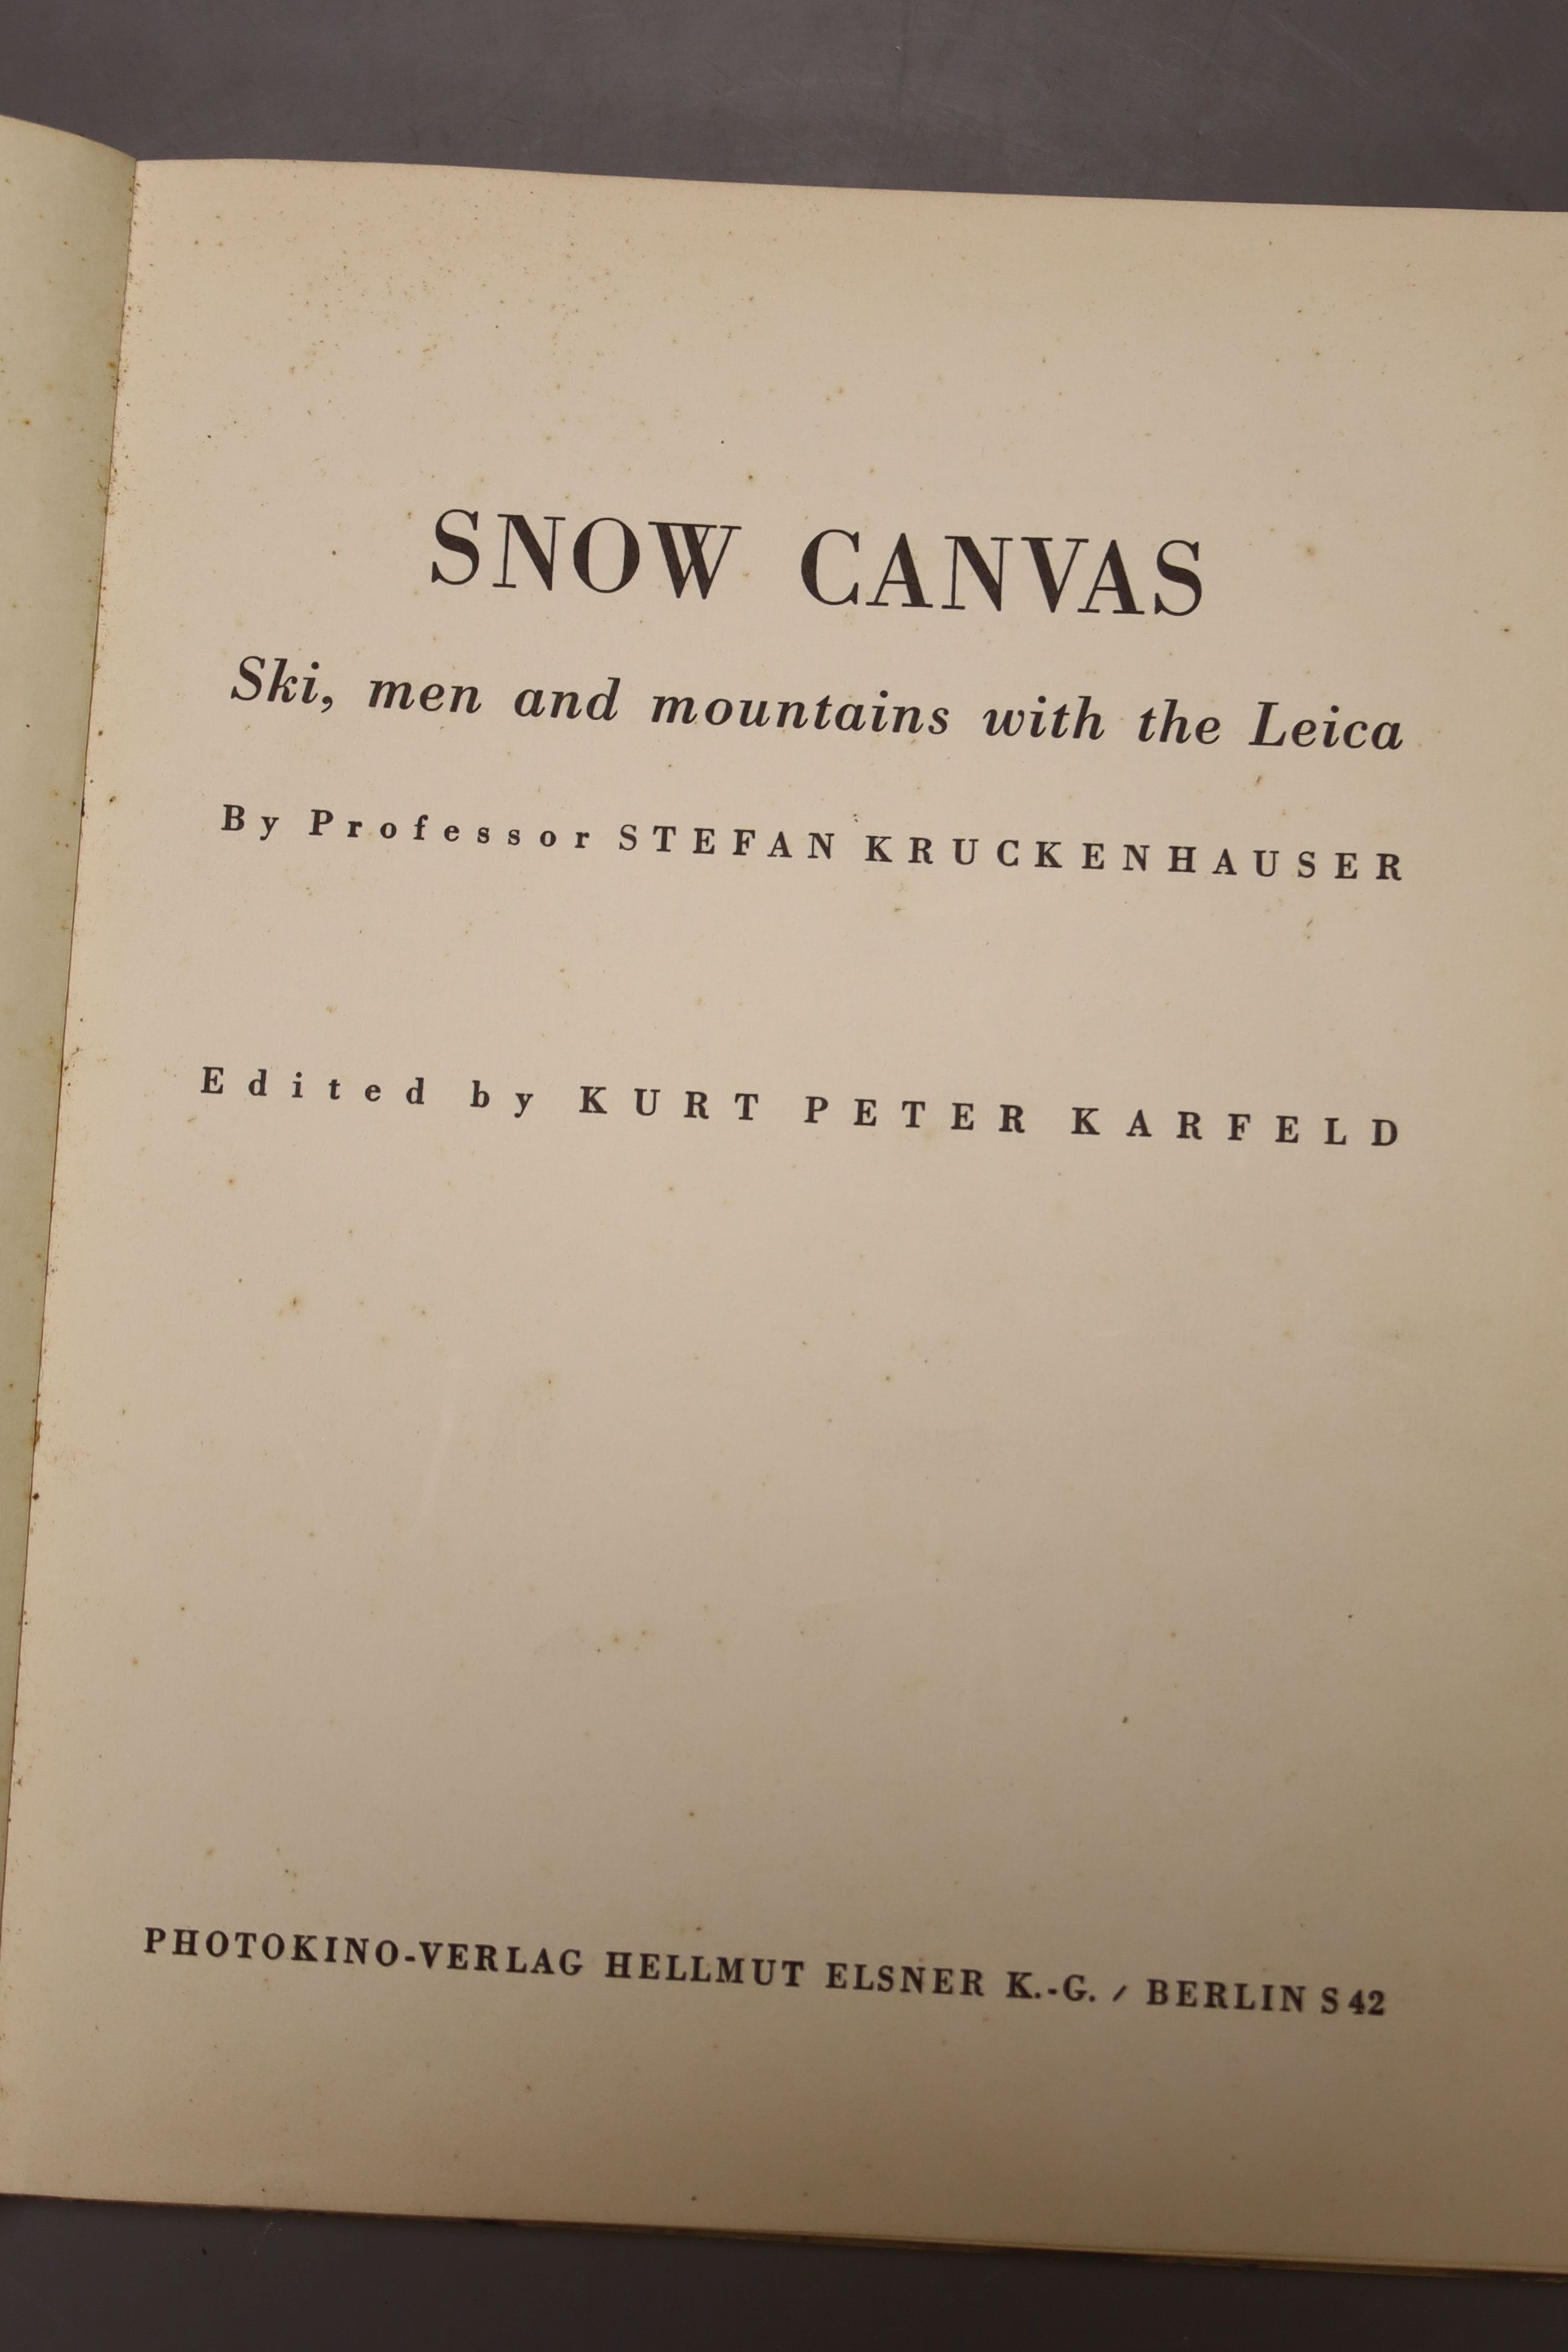 SNOW CANVAS
Ski, men and mountains with the Leica
By Professor STEFAN KRUCKENHAUSER
Edited by KURT PETER KARFELD
PHOTOKINO-VERLAG HELLMUT ELSNER K.-G. / BERLIN S 42